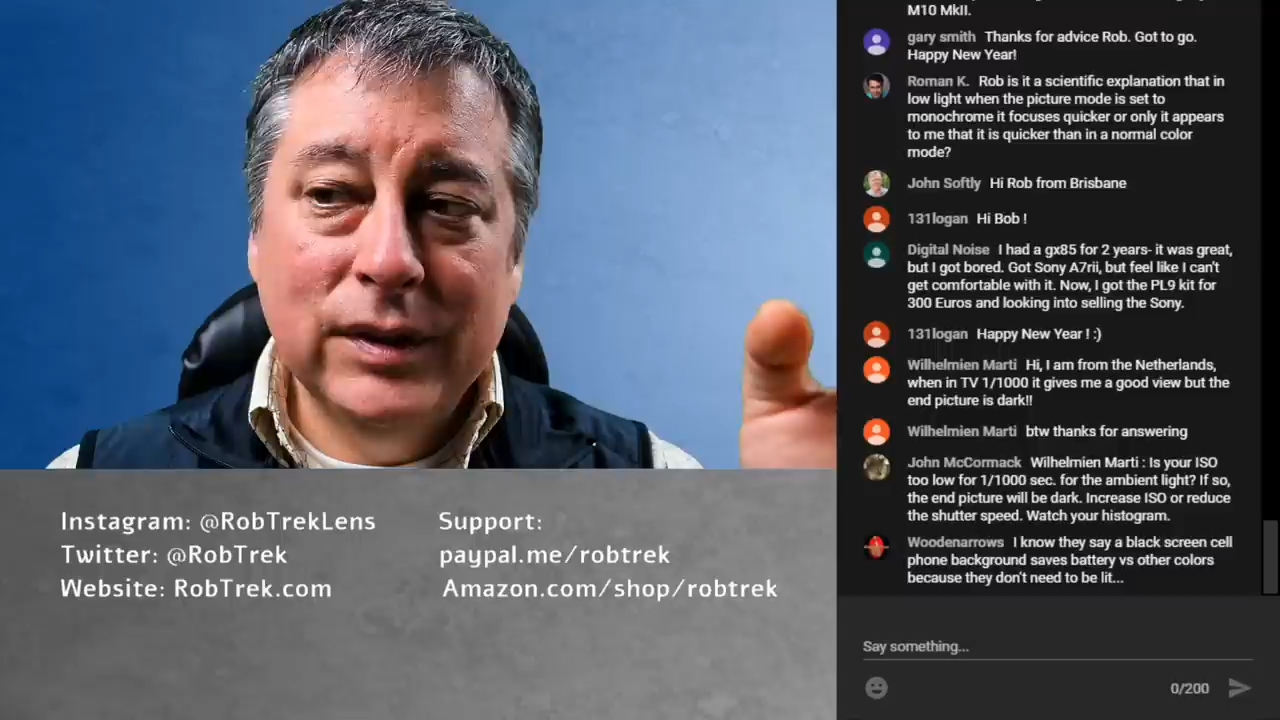 M10 MkII.
gary smith Thanks for advice Rob. Got to go.
Happy New Year!
Roman K. Rob is it a scientific explanation that in
low light when the picture mode is set to
monochrome it focuses quicker or only it appears
to me that it is quicker than in a normal color
mode?
John Softly Hi Rob from Brisbane
131logan Hi Bob !
Digital Noise I had a gx85 for 2 years- it was great,
but I got bored. Got Sony A7rii, but feel like I can't
get comfortable with it. Now, I got the PL9 kit for
300 Euros and looking into selling the Sony.
131logan Happy New Year ! :)
Wilhelmien Marti Hi, I am from the Netherlands,
when in TV 1/1000 it gives me a good view but the
end picture is dark!!
Wilhelmien Marti btw thanks for answering
John McCormack Wilhelmien Marti : Is your ISO
too low for 1/1000 sec. for the ambient light? If so,
the end picture will be dark. Increase ISO or reduce
the shutter speed. Watch your histogram.
Woodenarrows I know they say a black screen cell
phone background saves battery vs other colors
because they don't need to be lit...
Say something...
0/200
Instagram: @RobTrekLens
Twitter: @RobTrek
Website: RobTrek.com
Support:
paypal.me/robtrek
Amazon.com/shop/robtrek